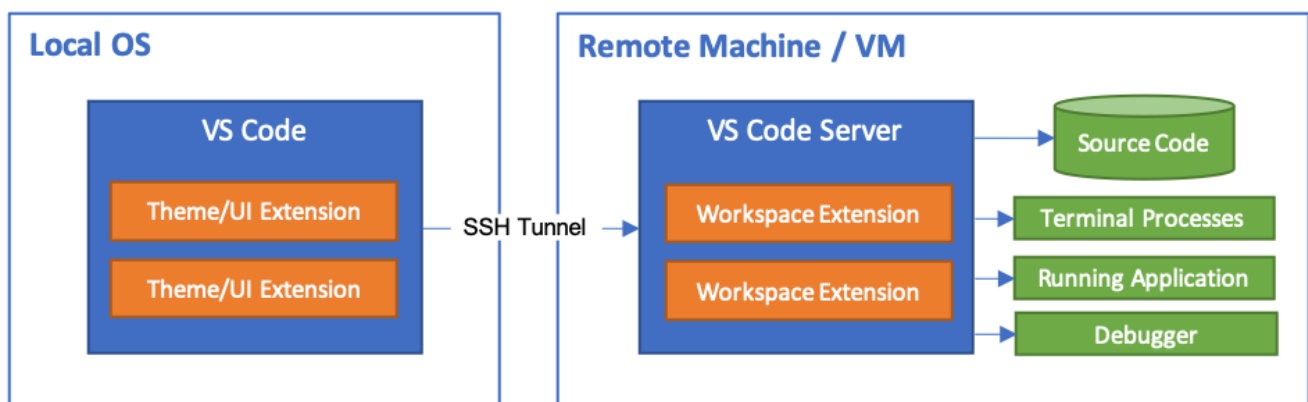 Local OS
VS Code
Theme/UI Extension
Theme/UI Extension
SSH Tunnel
Remote Machine / VM
VS Code Server
Workspace Extension
Workspace Extension
Source Code
Terminal Processes
Running Application
Debugger